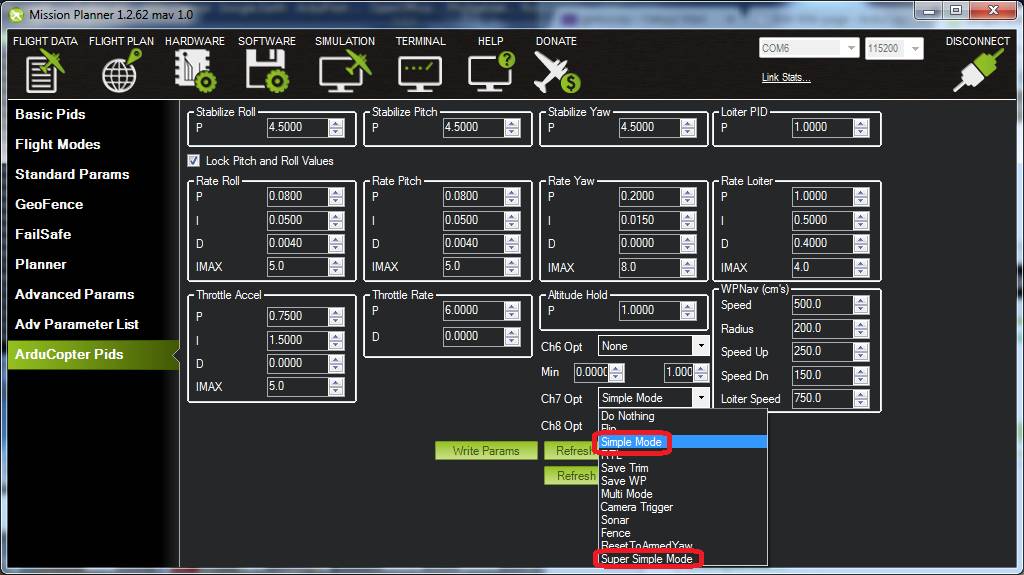 Mission Planner 1.2.62 mav 1.0
FLIGHT DATA FLIGHT PLAN HARDWARE SOFTWARE SIMULATION TERMINAL HELP DONATE
COM6 115200
DISCONNECT
Link Stats...
Basic Pids
Flight Modes
Standard Params
GeoFence
FailSafe
Planner
Advanced Params
Adv Parameter List
ArduCopter Pids
Stabilize Roll
P 4.5000
Stabilize Pitch
P 4.5000
Stabilize Yaw
P 4.5000
Loiter PID
P 1.0000
Lock Pitch and Roll Values
Rate Roll
P 0.0800
I 0.0500
D 0.0040
IMAX 5.0
Rate Pitch
P 0.0800
I 0.0500
D 0.0040
IMAX 5.0
Rate Yaw
P 0.2000
I 0.0150
D 0.0000
IMAX 8.0
Rate Loiter
P 1.0000
I 0.5000
D 0.4000
IMAX 4.0
Throttle Accel
P 0.7500
I 1.5000
D 0.0000
IMAX 5.0
Throttle Rate
P 6.0000
D 0.0000
Altitude Hold
P 1.0000
WPNav (cm's)
Speed 500.0
Radius 200.0
Speed Up 250.0
Speed Dn 150.0
Loiter Speed 750.0
Ch6 Opt None
Min 0.0000 1.000
Ch7 Opt Simple Mode
Ch8 Opt
Do Nothing
Flip
Simple Mode
RTL
Save Trim
Save WP
Multi Mode
Camera Trigger
Sonar
Fence
ResetToArmedYaw
Super Simple Mode
Write Params
Refresh
Refresh